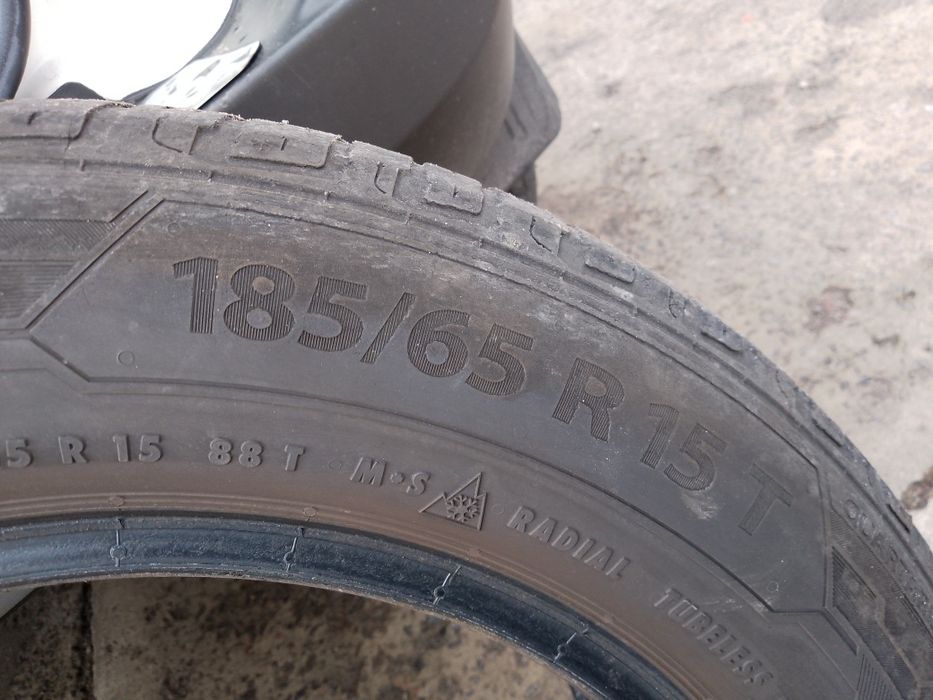 185/65 R 15 T
5 R 15 88 T M•S RADIAL TUBELESS